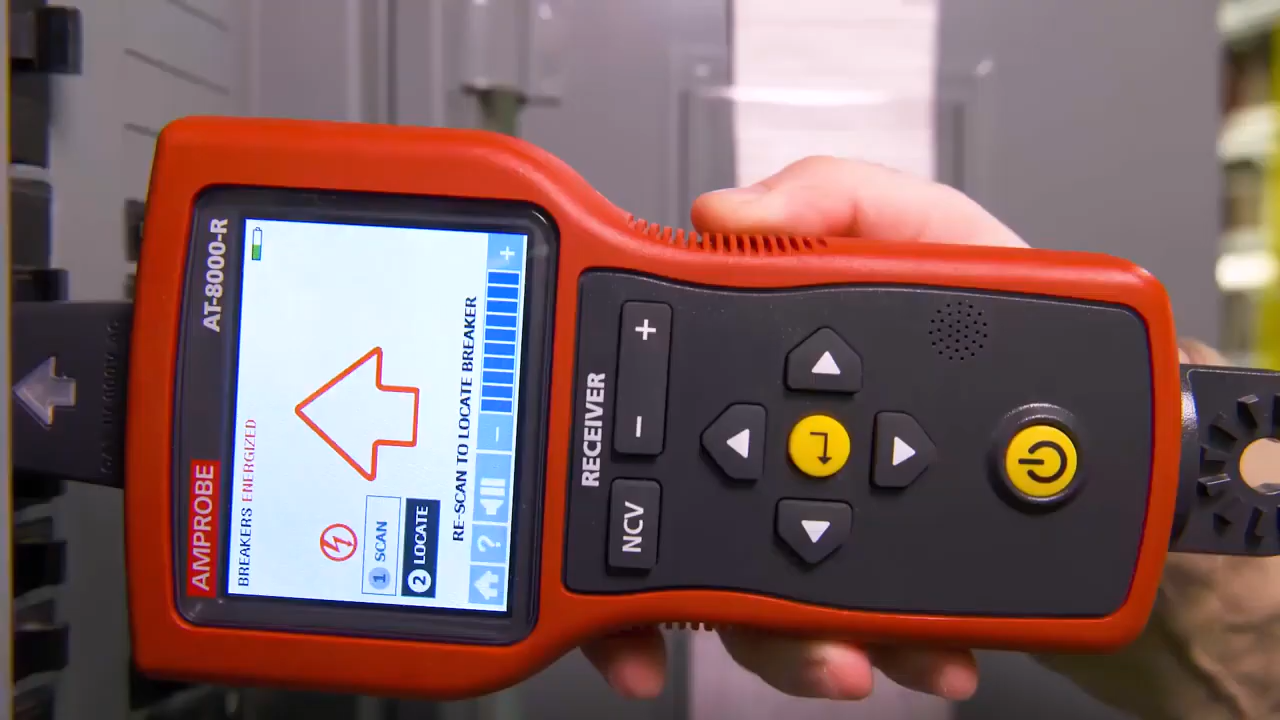 AMPROBE AT-8000-R
BREAKERS ENERGIZED
1 SCAN
2 LOCATE
RE-SCAN TO LOCATE BREAKER
? − +
RECEIVER
NCV − +